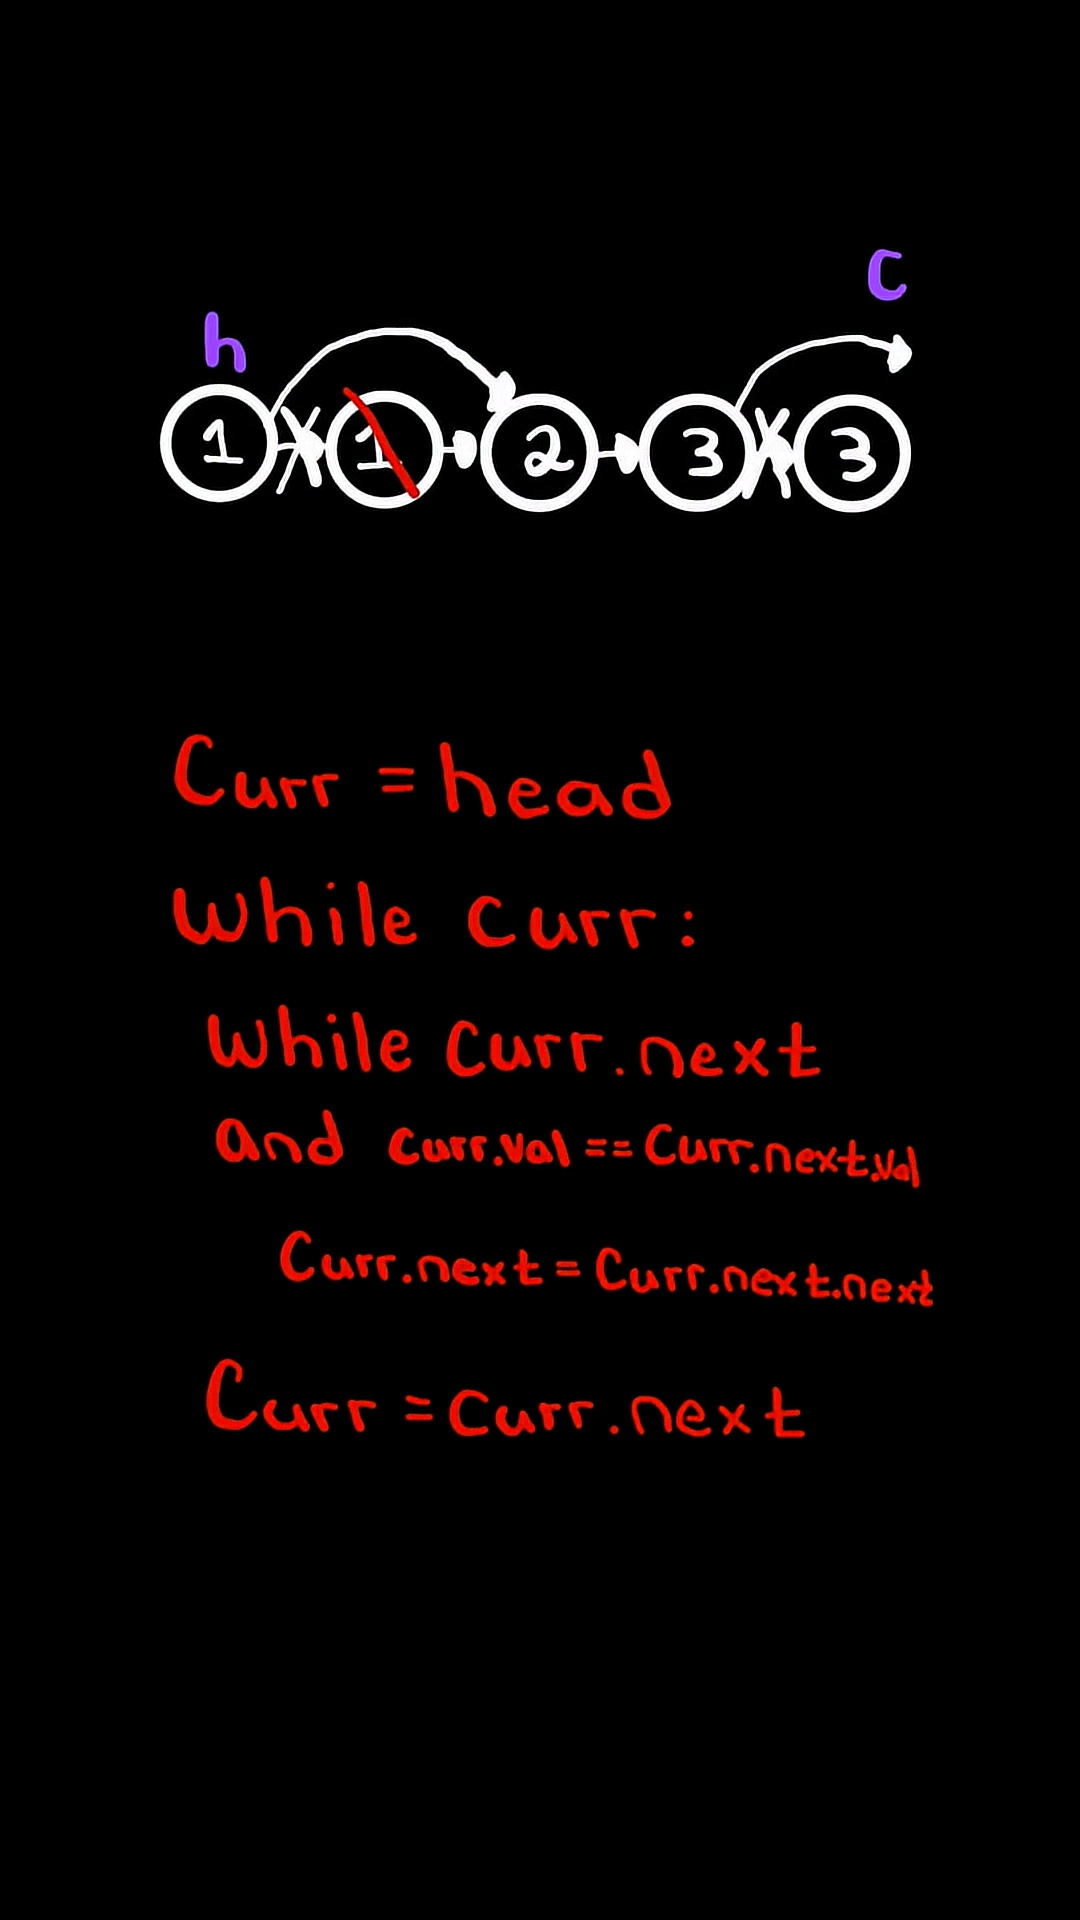 C
h
1 1 2 3 3
Curr = head
While curr:
While Curr.next
and curr.val == Curr.next.val
Curr.next = Curr.next.next
Curr = Curr.next